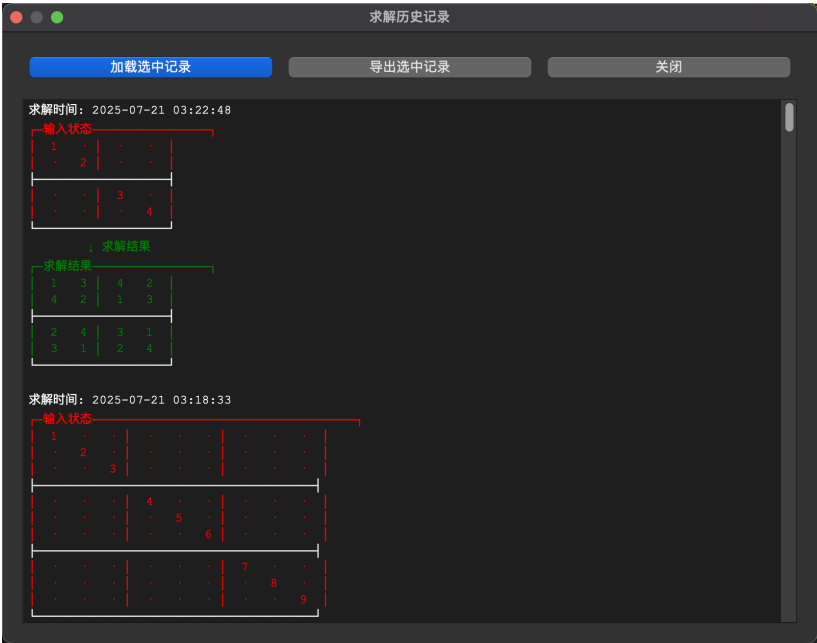 求解历史记录
加载选中记录 导出选中记录 关闭
求解时间: 2025-07-21 03:22:48
输入状态
1 · | · ·
· 2 | · ·
· · | 3 ·
· · | · 4
↓ 求解结果
求解结果
1 3 | 4 2
4 2 | 1 3
2 4 | 3 1
3 1 | 2 4
求解时间: 2025-07-21 03:18:33
输入状态
1 · · | · · · | · · ·
· 2 · | · · · | · · ·
· · 3 | · · · | · · ·
· · · | 4 · · | · · ·
· · · | · 5 · | · · ·
· · · | · · 6 | · · ·
· · · | · · · | 7 · ·
· · · | · · · | · 8 ·
· · · | · · · | · · 9